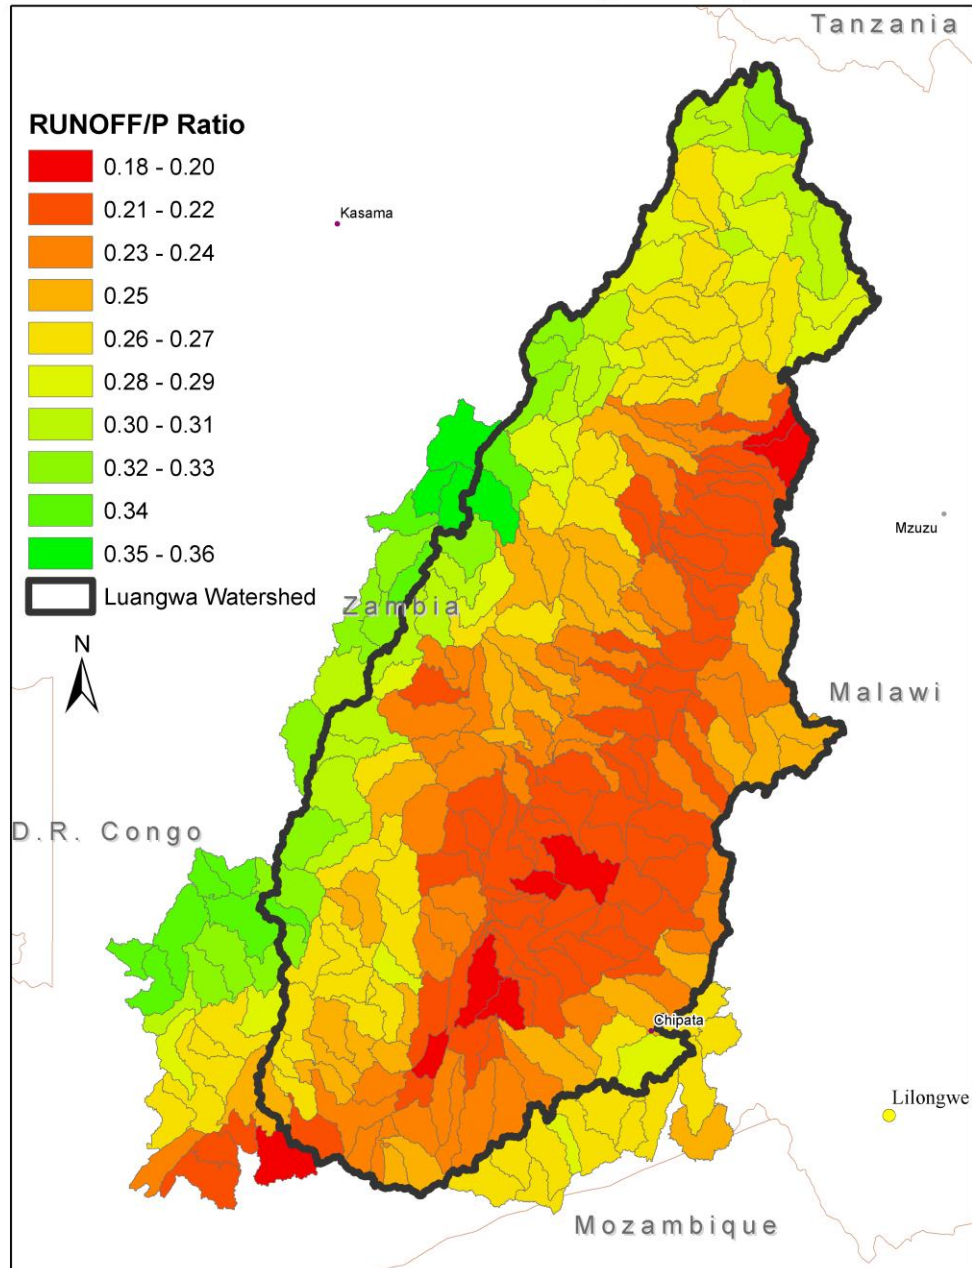 Tanzania
RUNOFF/P Ratio
0.18 - 0.20
0.21 - 0.22
0.23 - 0.24
0.25
0.26 - 0.27
0.28 - 0.29
0.30 - 0.31
0.32 - 0.33
0.34
0.35 - 0.36
Luangwa Watershed
Kasama
Mzuzu
Zambia
N
Malawi
D.R. Congo
Chipata
Lilongwe
Mozambique